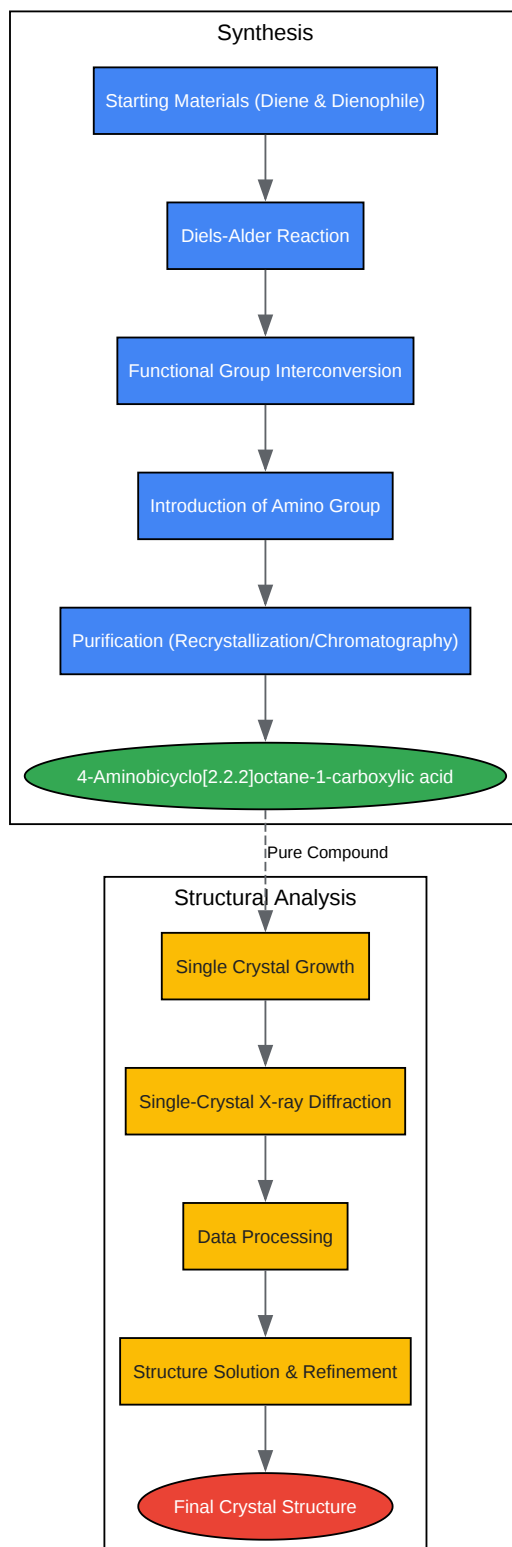 Synthesis
Starting Materials (Diene & Dienophile)
Diels-Alder Reaction
Functional Group Interconversion
Introduction of Amino Group
Purification (Recrystallization/Chromatography)
4-Aminobicyclo[2.2.2]octane-1-carboxylic acid
Pure Compound
Structural Analysis
Single Crystal Growth
Single-Crystal X-ray Diffraction
Data Processing
Structure Solution & Refinement
Final Crystal Structure